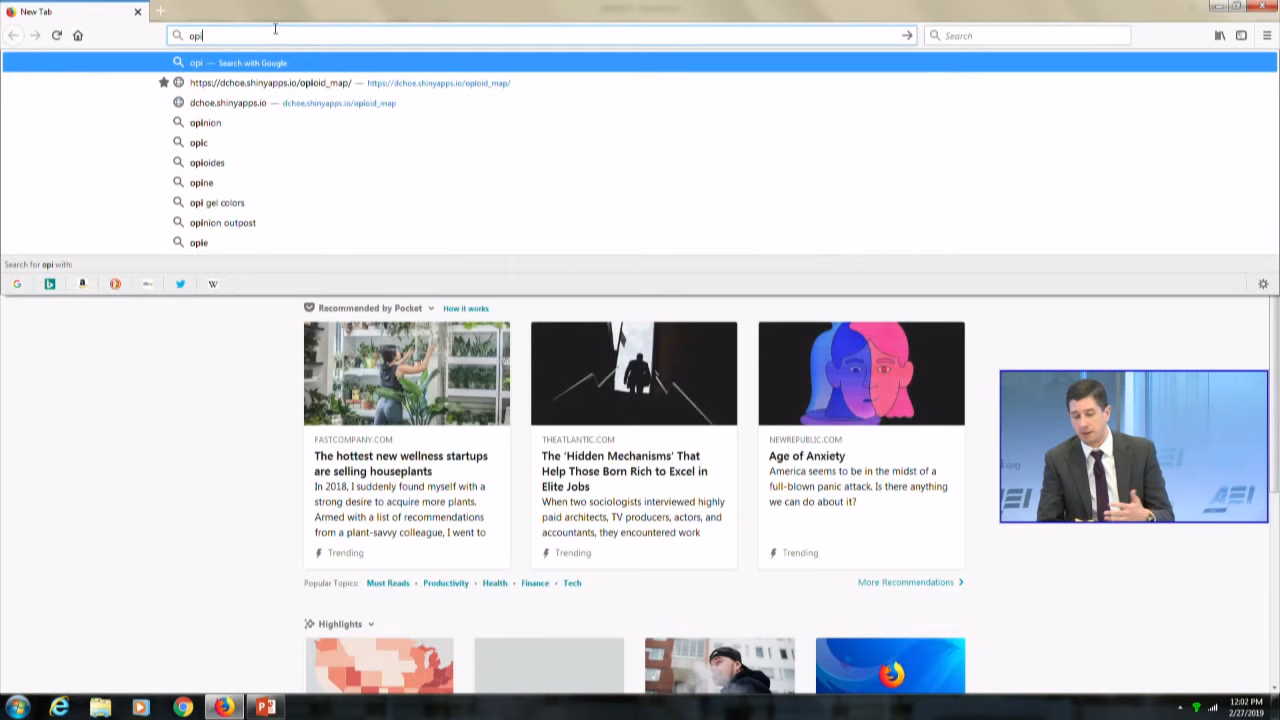 New Tab
opi
Search
opi — Search with Google
https://dchoe.shinyapps.io/opioid_map/ — https://dchoe.shinyapps.io/opioid_map/
dchoe.shinyapps.io — dchoe.shinyapps.io/opioid_map
opinion
opic
opioides
opine
opi gel colors
opinion outpost
opie
Search for opi with:
Recommended by Pocket
How it works
FASTCOMPANY.COM
The hottest new wellness startups
are selling houseplants
In 2018, I suddenly found myself with a
strong desire to acquire more plants.
Armed with a list of recommendations
from a plant-savvy colleague, I went to
Trending
THEATLANTIC.COM
The 'Hidden Mechanisms' That
Help Those Born Rich to Excel in
Elite Jobs
When two sociologists interviewed highly
paid architects, TV producers, actors, and
accountants, they encountered work
Trending
NEWREPUBLIC.COM
Age of Anxiety
America seems to be in the midst of a
full-blown panic attack. Is there anything
we can do about it?
Trending
.org
AEI
AEI
Popular Topics: Must Reads • Productivity • Health • Finance • Tech
More Recommendations
Highlights
12:02 PM
2/27/2019